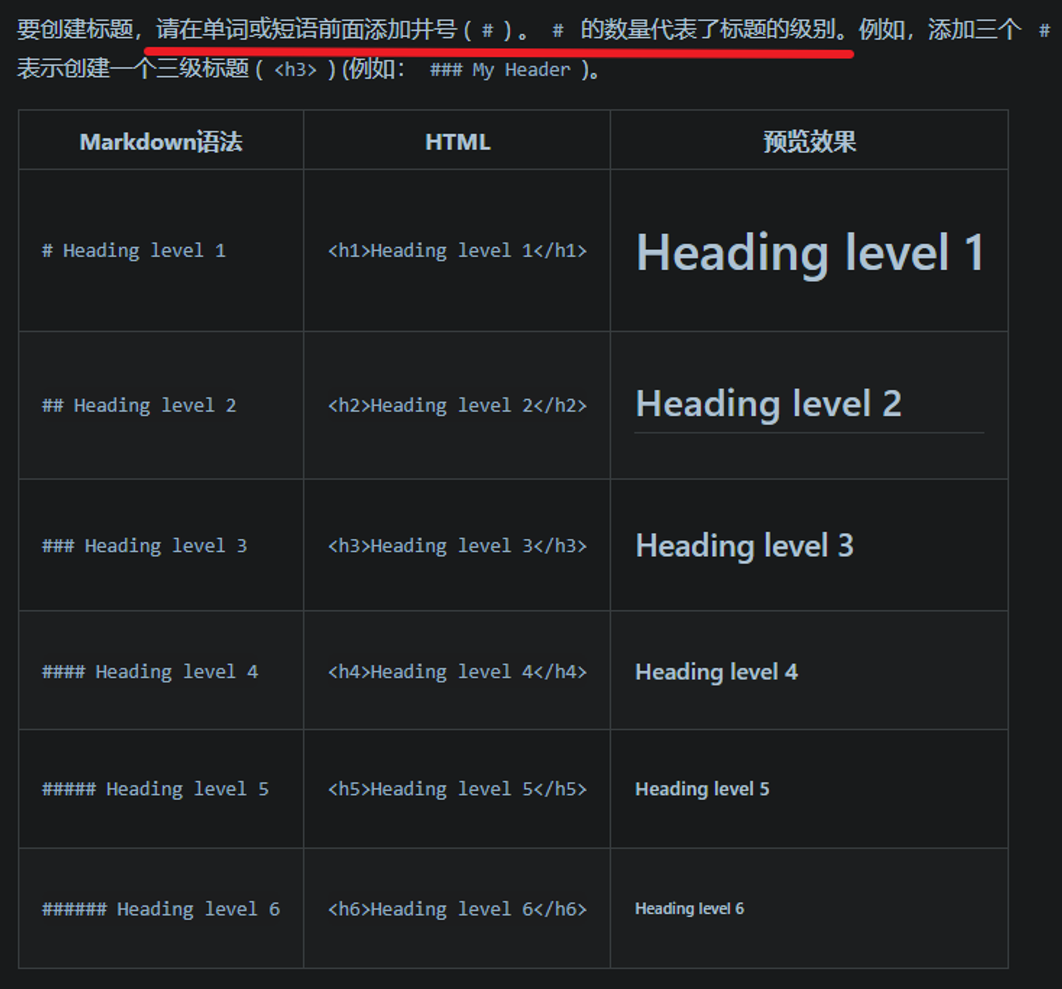 要创建标题，请在单词或短语前面添加井号 ( # ) 。 # 的数量代表了标题的级别。例如，添加三个 #
表示创建一个三级标题 ( <h3> ) (例如： ### My Header )。
Markdown语法 HTML 预览效果
# Heading level 1 <h1>Heading level 1</h1> Heading level 1
## Heading level 2 <h2>Heading level 2</h2> Heading level 2
### Heading level 3 <h3>Heading level 3</h3> Heading level 3
#### Heading level 4 <h4>Heading level 4</h4> Heading level 4
##### Heading level 5 <h5>Heading level 5</h5> Heading level 5
###### Heading level 6 <h6>Heading level 6</h6> Heading level 6